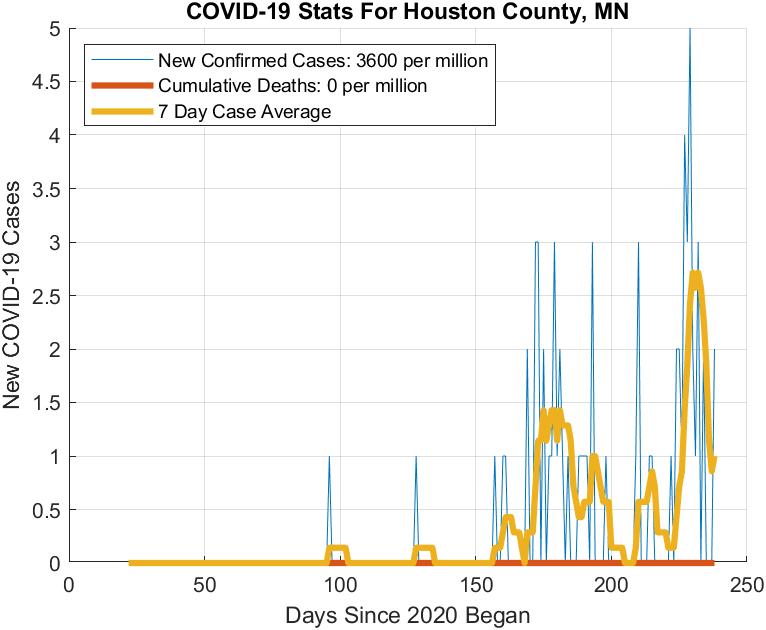 COVID-19 Stats For Houston County, MN
New Confirmed Cases: 3600 per million
Cumulative Deaths: 0 per million
7 Day Case Average
New COVID-19 Cases
5
4.5
4
3.5
3
2.5
2
1.5
1
0.5
0
0 50 100 150 200 250
Days Since 2020 Began